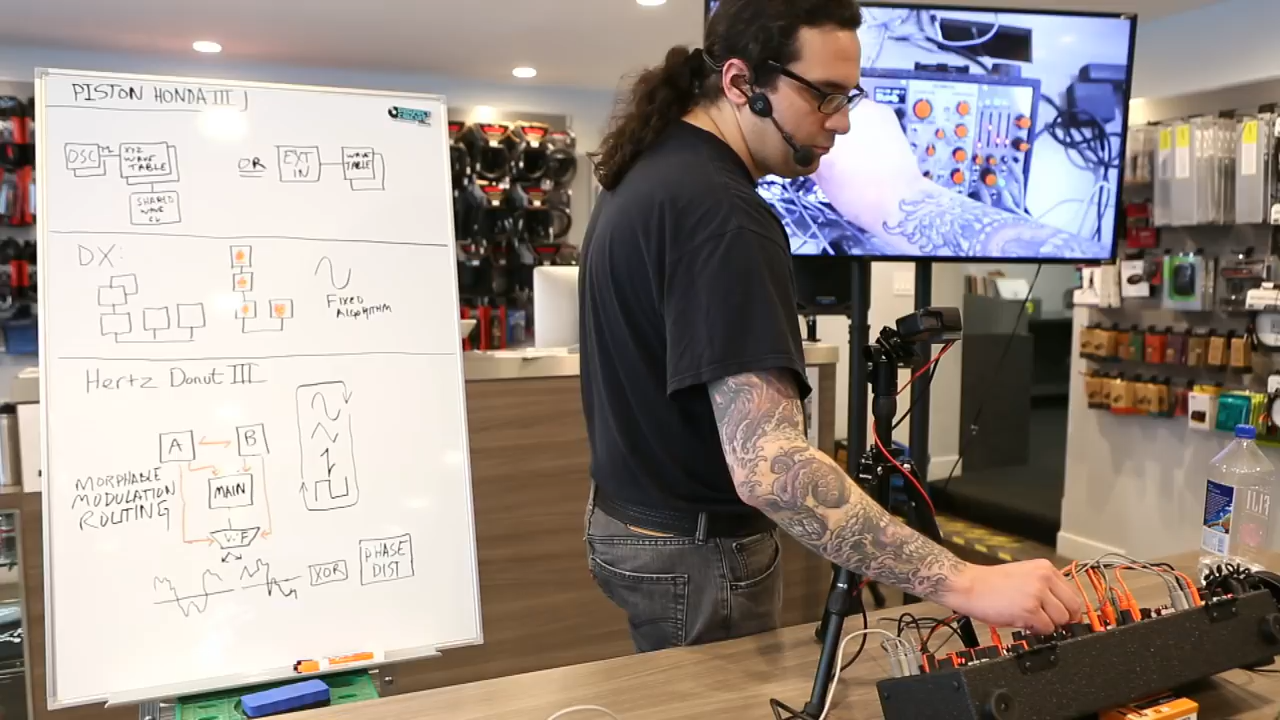 PISTON HONDA III
OSC
XYZ
WAVE
TABLE
SHARED
OR
EXT
IN
WAVE
TABLE
DX:
FIXED
ALGORITHM
Hertz Donut III
A
B
MAIN
MORPHABLE
MODULATION
ROUTING
XOR
PHASE
DIST
FIJI